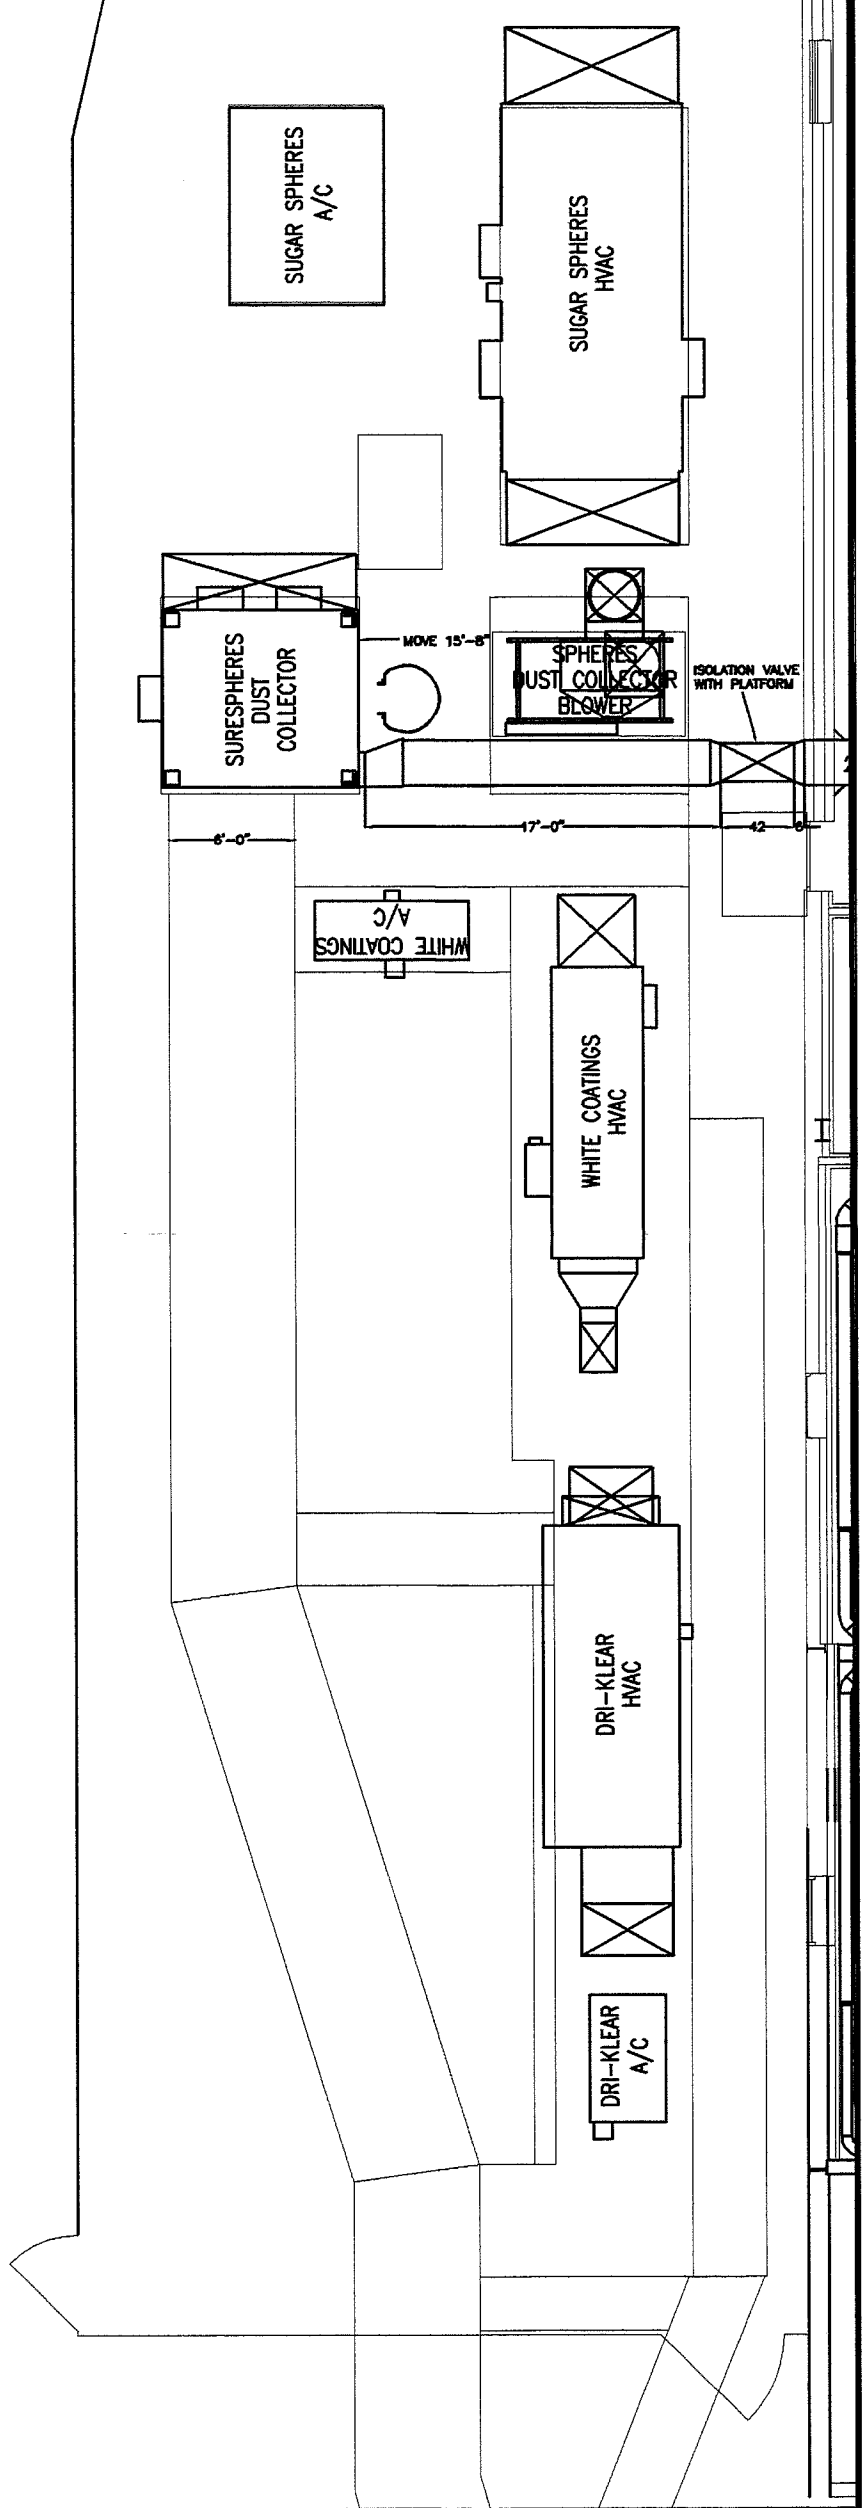 SUGAR SPHERES
A/C
SUGAR SPHERES
HVAC
SURESPHERES
DUST
COLLECTOR
MOVE 15'-8"
SPHERES
DUST COLLECTOR
BLOWER
ISOLATION VALVE
WITH PLATFORM
6'-0"
17'-0"
42
6
WHITE COATINGS
A/C
WHITE COATINGS
HVAC
DRI-KLEAR
HVAC
DRI-KLEAR
A/C